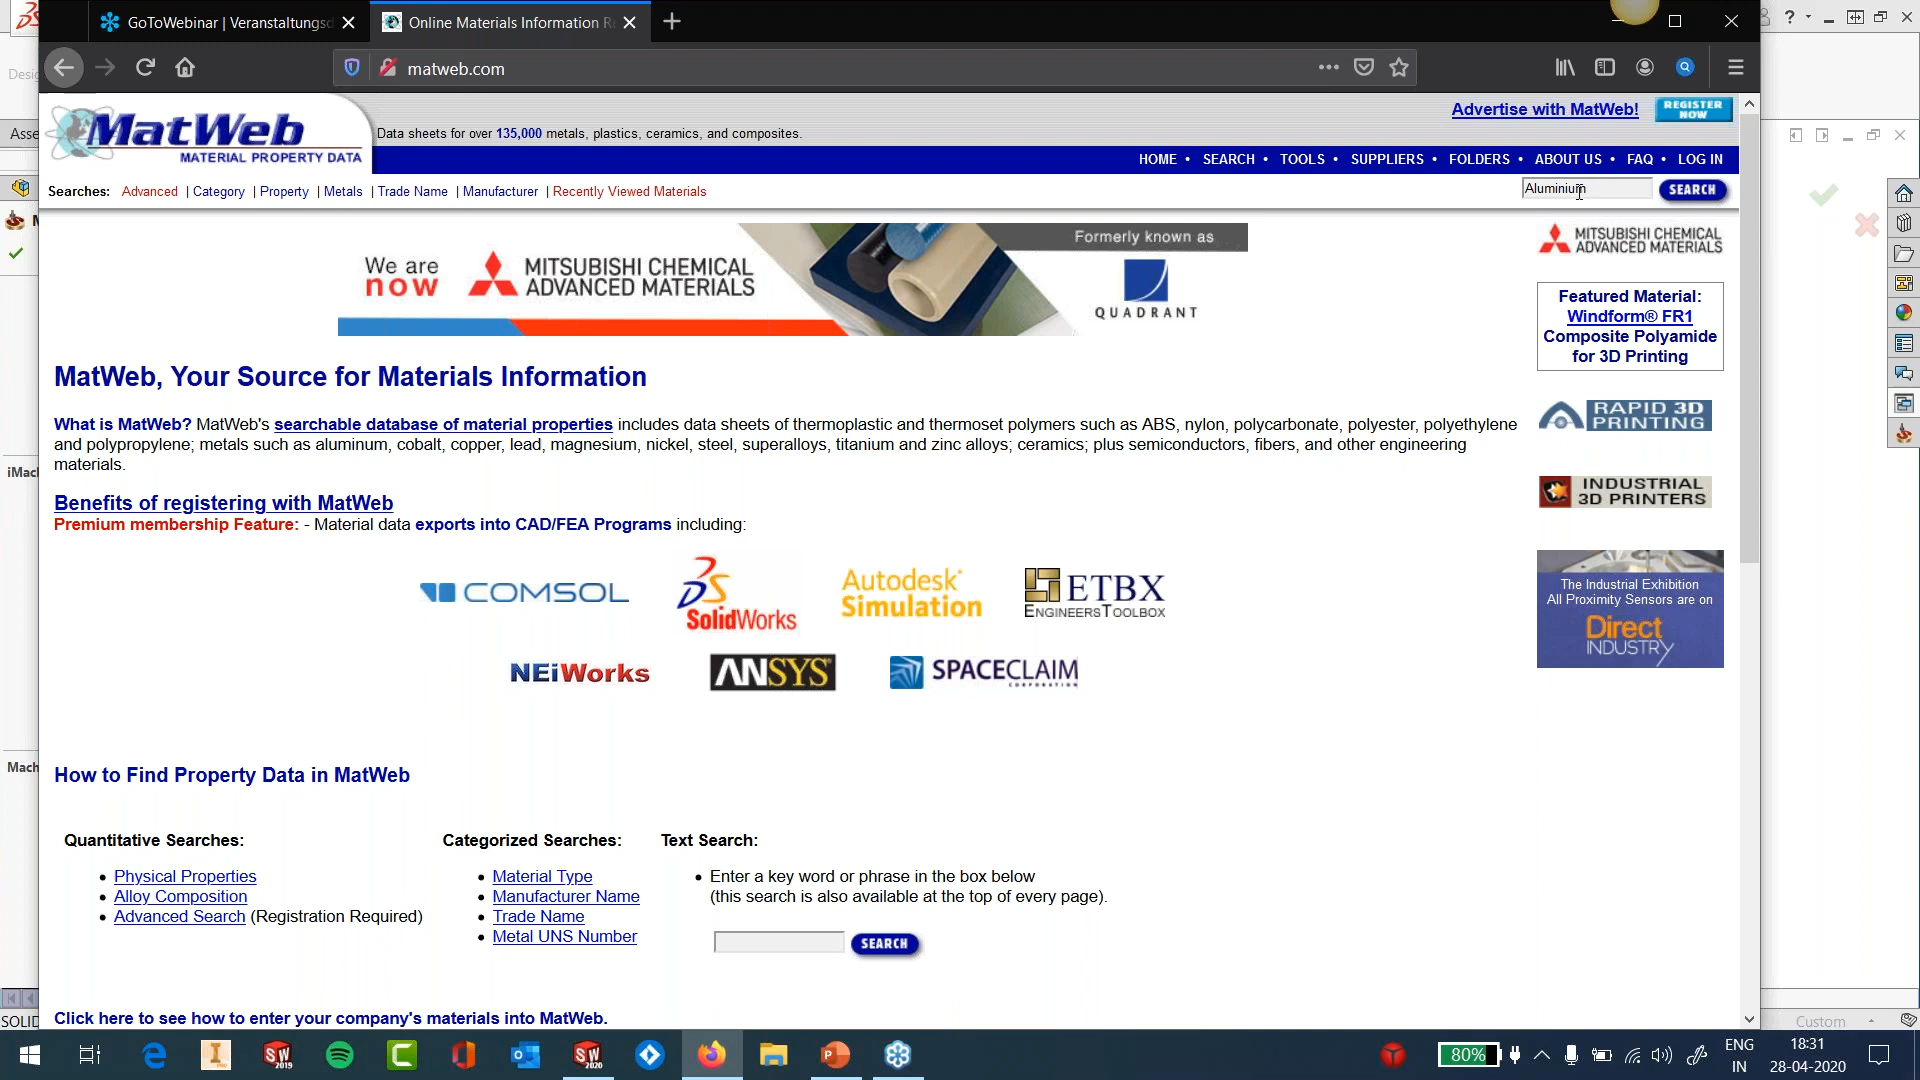 GoToWebinar | Veranstaltungsd
Online Materials Information R
matweb.com
MatWeb
MATERIAL PROPERTY DATA
Data sheets for over 135,000 metals, plastics, ceramics, and composites.
Advertise with MatWeb!
REGISTER NOW
HOME • SEARCH • TOOLS • SUPPLIERS • FOLDERS • ABOUT US • FAQ • LOG IN
Searches: Advanced | Category | Property | Metals | Trade Name | Manufacturer | Recently Viewed Materials
Aluminium
SEARCH
We are now
MITSUBISHI CHEMICAL
ADVANCED MATERIALS
Formerly known as
QUADRANT
MITSUBISHI CHEMICAL
ADVANCED MATERIALS
Featured Material:
Windform® FR1
Composite Polyamide
for 3D Printing
RAPID 3D
PRINTING
INDUSTRIAL
3D PRINTERS
The Industrial Exhibition
All Proximity Sensors are on
Direct
INDUSTRY
MatWeb, Your Source for Materials Information
What is MatWeb? MatWeb's searchable database of material properties includes data sheets of thermoplastic and thermoset polymers such as ABS, nylon, polycarbonate, polyester, polyethylene
and polypropylene; metals such as aluminum, cobalt, copper, lead, magnesium, nickel, steel, superalloys, titanium and zinc alloys; ceramics; plus semiconductors, fibers, and other engineering
materials.
Benefits of registering with MatWeb
Premium membership Feature: - Material data exports into CAD/FEA Programs including:
COMSOL
SolidWorks
Autodesk®
Simulation
ETBX
ENGINEERSTOOLBOX
NEiWorks
ANSYS
SPACECLAIM
CORPORATION
How to Find Property Data in MatWeb
Quantitative Searches:
Physical Properties
Alloy Composition
Advanced Search (Registration Required)
Categorized Searches:
Material Type
Manufacturer Name
Trade Name
Metal UNS Number
Text Search:
Enter a key word or phrase in the box below
(this search is also available at the top of every page).
SEARCH
Click here to see how to enter your company's materials into MatWeb.
Desig
Asse
iMach
Mach
SOLID
Custom
SW
2019
SW
2020
80%
ENG
IN
18:31
28-04-2020